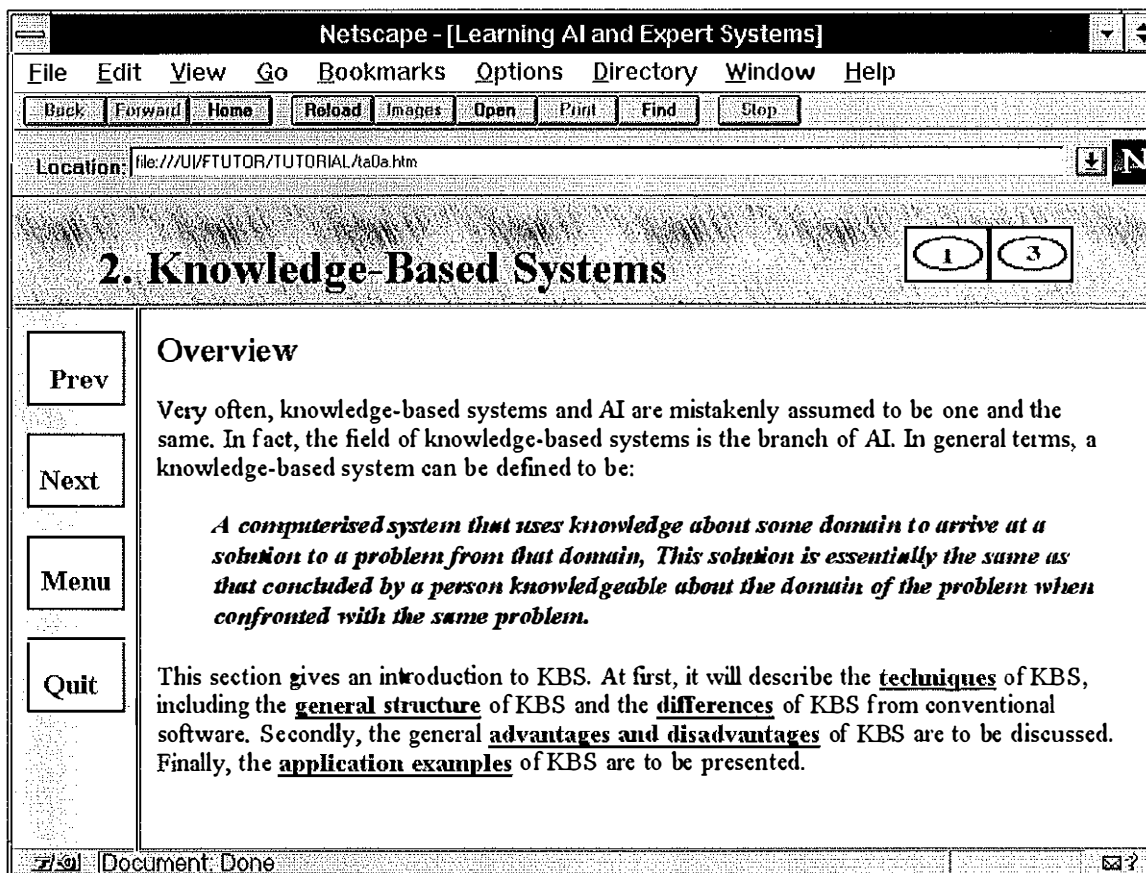 Netscape - [Learning AI and Expert Systems]
File Edit View Go Bookmarks Options Directory Window Help
Back Forward Home Reload Images Open Print Find Stop
Location: file:///UI/FTUTOR/TUTORIAL/ta0a.htm
N
2. Knowledge-Based Systems
1 3
Prev
Next
Menu
Quit
Overview
Very often, knowledge-based systems and AI are mistakenly assumed to be one and the
same. In fact, the field of knowledge-based systems is the branch of AI. In general terms, a
knowledge-based system can be defined to be:
A computerised system that uses knowledge about some domain to arrive at a
solution to a problem from that domain, This solution is essentially the same as
that concluded by a person knowledgeable about the domain of the problem when
confronted with the same problem.
This section gives an introduction to KBS. At first, it will describe the techniques of KBS,
including the general structure of KBS and the differences of KBS from conventional
software. Secondly, the general advantages and disadvantages of KBS are to be discussed.
Finally, the application examples of KBS are to be presented.
Document: Done
?